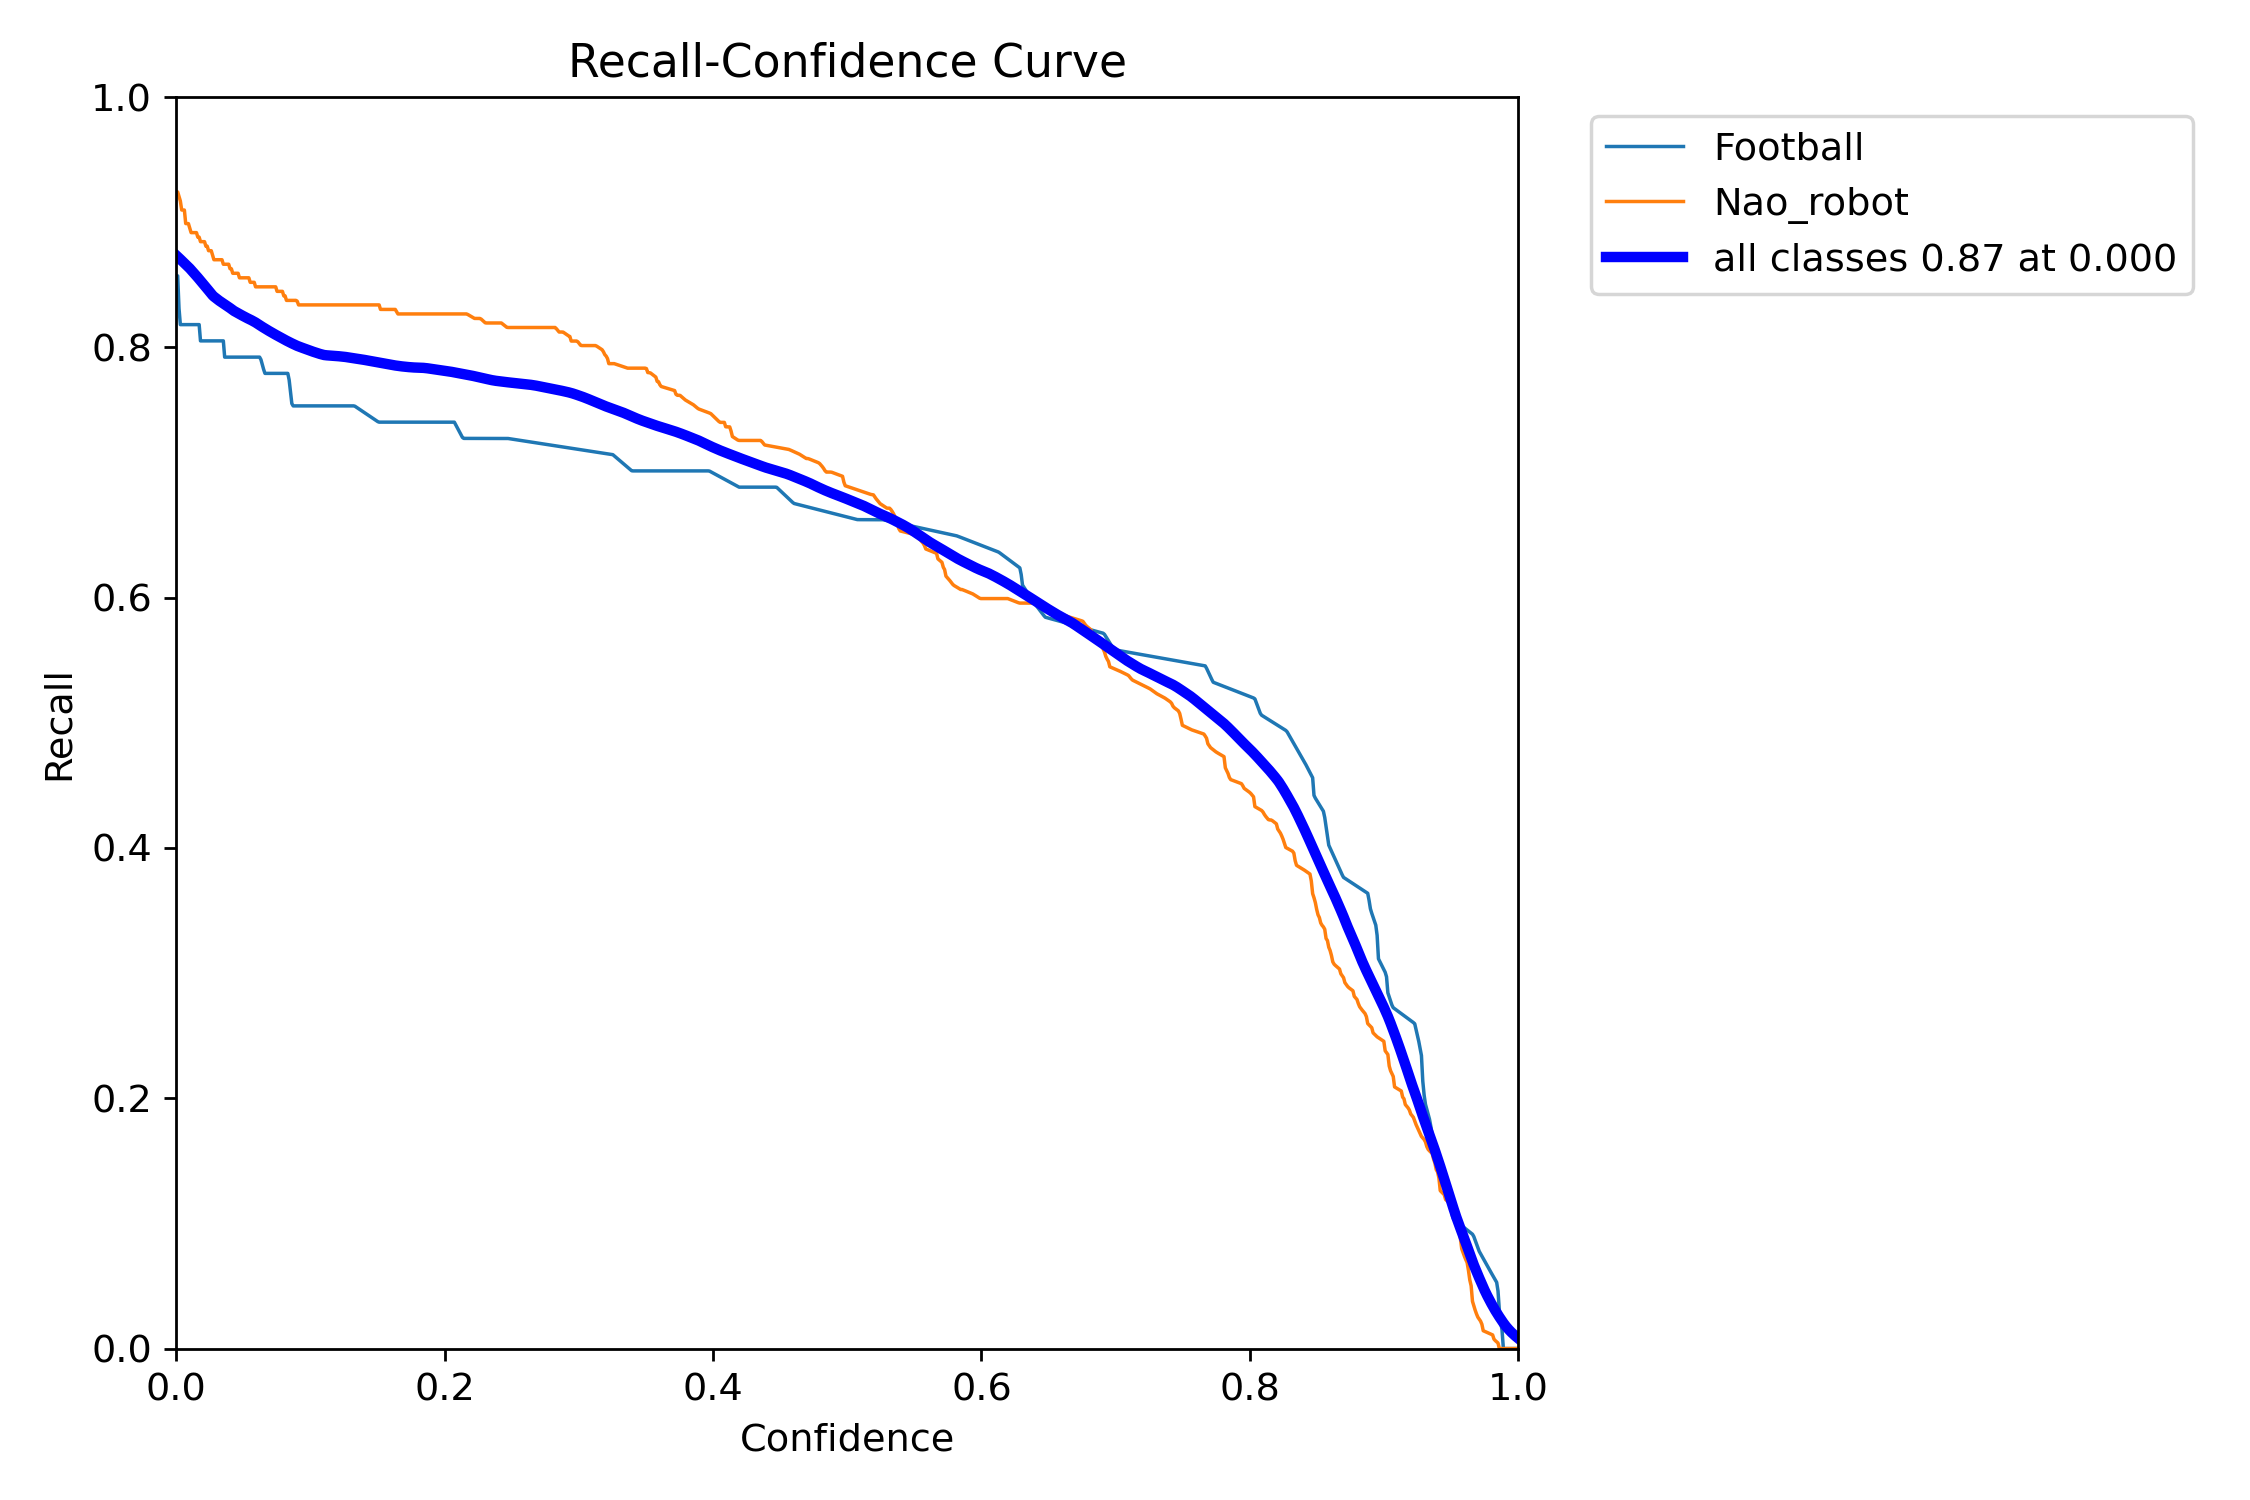 Recall-Confidence Curve
1.0
0.8
0.6
0.4
0.2
0.0
Recall
0.0 0.2 0.4 0.6 0.8 1.0
Confidence
Football
Nao_robot
all classes 0.87 at 0.000